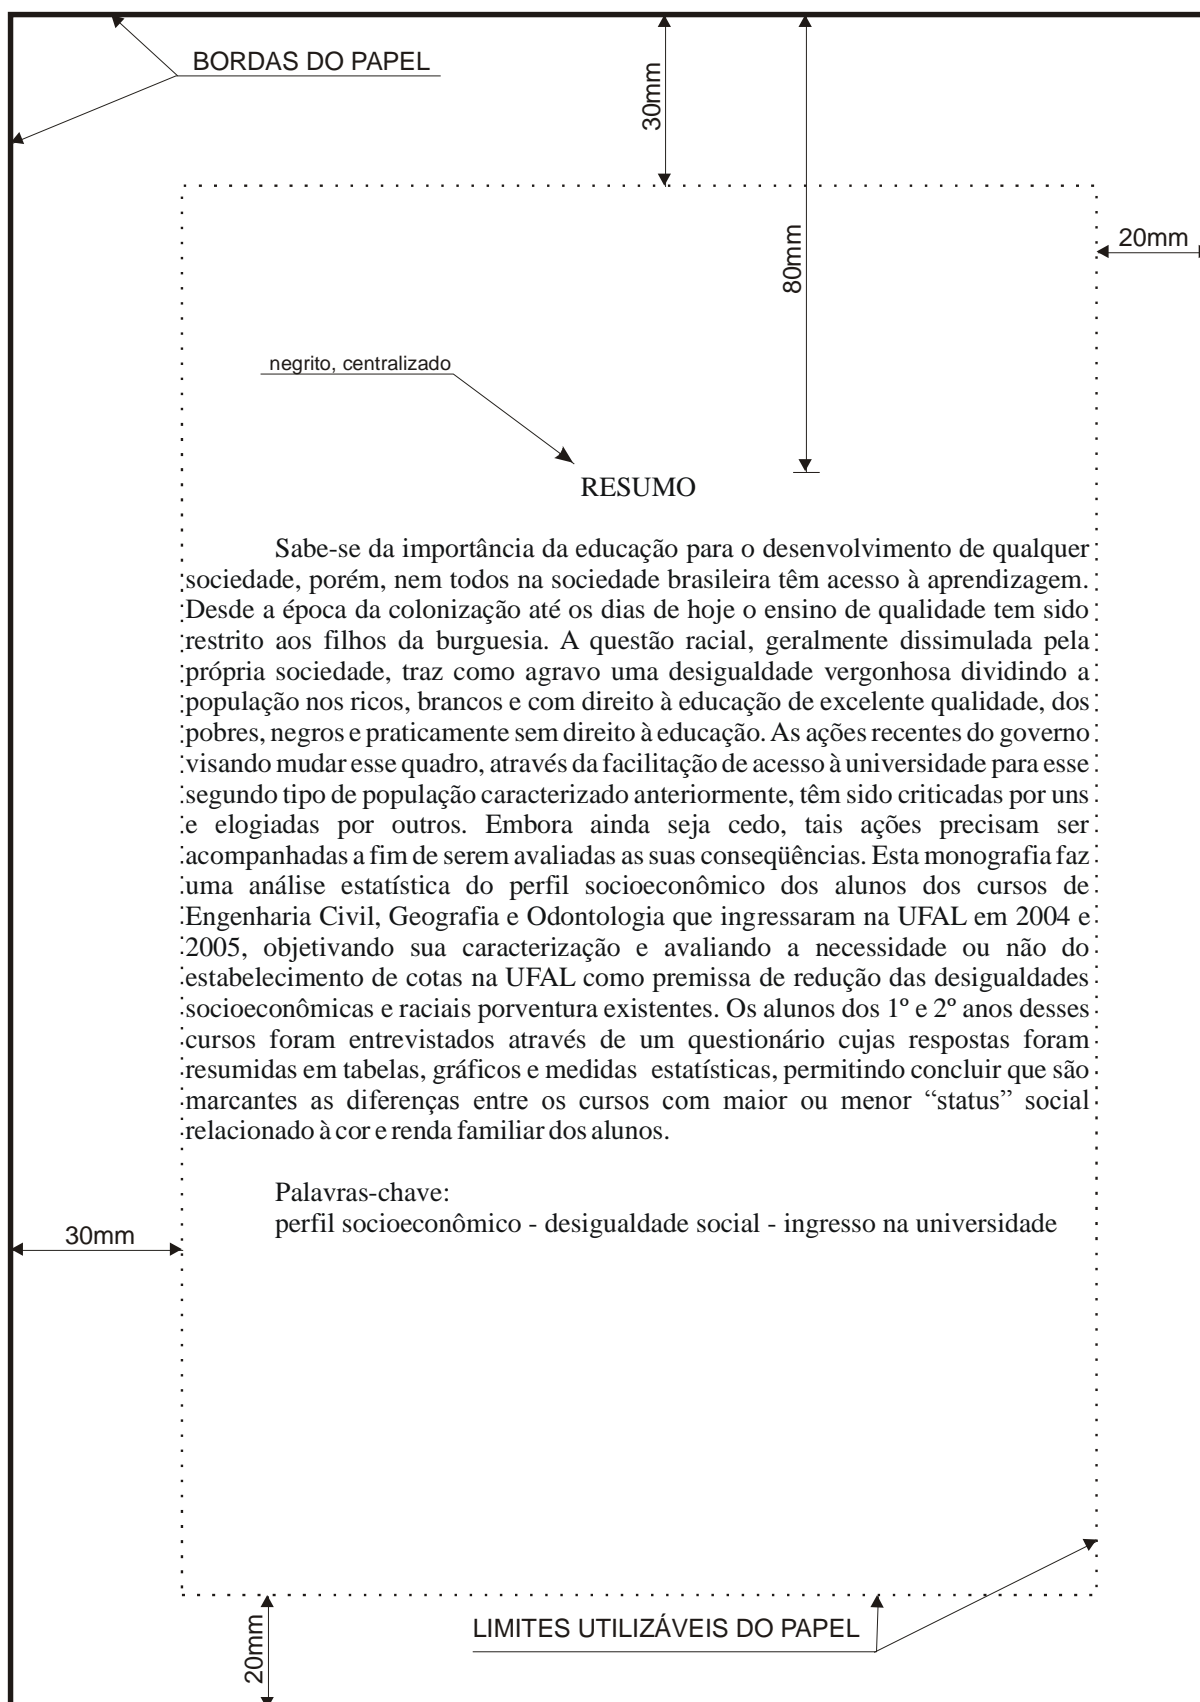 BORDAS DO PAPEL
30mm
80mm
20mm
negrito, centralizado
RESUMO
Sabe-se da importância da educação para o desenvolvimento de qualquer
sociedade, porém, nem todos na sociedade brasileira têm acesso à aprendizagem.
Desde a época da colonização até os dias de hoje o ensino de qualidade tem sido
restrito aos filhos da burguesia. A questão racial, geralmente dissimulada pela
própria sociedade, traz como agravo uma desigualdade vergonhosa dividindo a
população nos ricos, brancos e com direito à educação de excelente qualidade, dos
pobres, negros e praticamente sem direito à educação. As ações recentes do governo
visando mudar esse quadro, através da facilitação de acesso à universidade para esse
segundo tipo de população caracterizado anteriormente, têm sido criticadas por uns
e elogiadas por outros. Embora ainda seja cedo, tais ações precisam ser
acompanhadas a fim de serem avaliadas as suas conseqüências. Esta monografia faz
uma análise estatística do perfil socioeconômico dos alunos dos cursos de
Engenharia Civil, Geografia e Odontologia que ingressaram na UFAL em 2004 e
2005, objetivando sua caracterização e avaliando a necessidade ou não do
estabelecimento de cotas na UFAL como premissa de redução das desigualdades
socioeconômicas e raciais porventura existentes. Os alunos dos 1º e 2º anos desses
cursos foram entrevistados através de um questionário cujas respostas foram
resumidas em tabelas, gráficos e medidas estatísticas, permitindo concluir que são
marcantes as diferenças entre os cursos com maior ou menor “status” social
relacionado à cor e renda familiar dos alunos.
Palavras-chave:
perfil socioeconômico - desigualdade social - ingresso na universidade
30mm
LIMITES UTILIZÁVEIS DO PAPEL
20mm